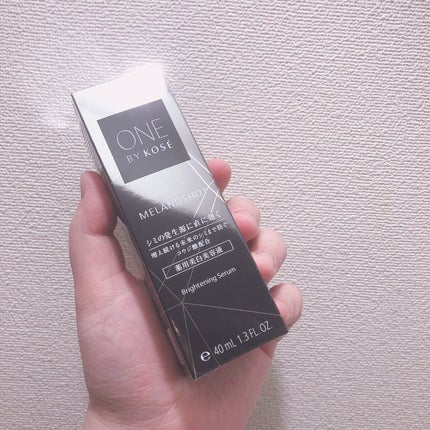 ONE
BY KOSÉ
MELANOSHOT
シミの発生源に直に効く
増え続ける未来のシミまで防ぐ
コウジ酸配合
薬用美白美容液
Brightening Serum
e 40 mL 1.3 FL.OZ.